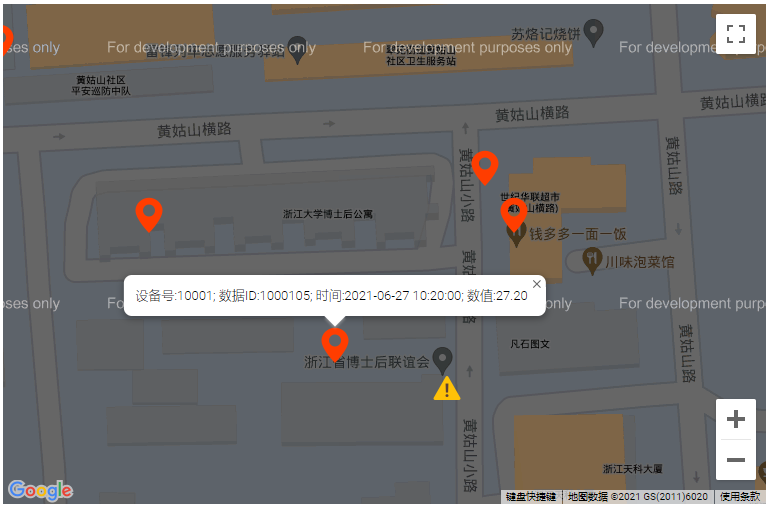 苏烙记烧饼
poses only
For development purposes only
For development purposes only
For developmen
社区卫生服务站
黄姑山社区
平安巡防中队
黄姑山横路
黄姑山横路
黄姑山横路
黄姑山小路
黄姑山路
世纪华联超市
黄姑山横路)
浙江大学博士后公寓
钱多多一面一饭
川味泡菜馆
设备号:10001; 数据ID:1000105; 时间:2021-06-27 10:20:00; 数值:27.20
poses only
For development purposes only
For development purposes only
For developmen
黄姑山路
凡石图文
浙江省博士后联谊会
黄姑山小路
浙江天科大厦
Google
键盘快捷键
地图数据 ©2021 GS(2011)6020
使用条款